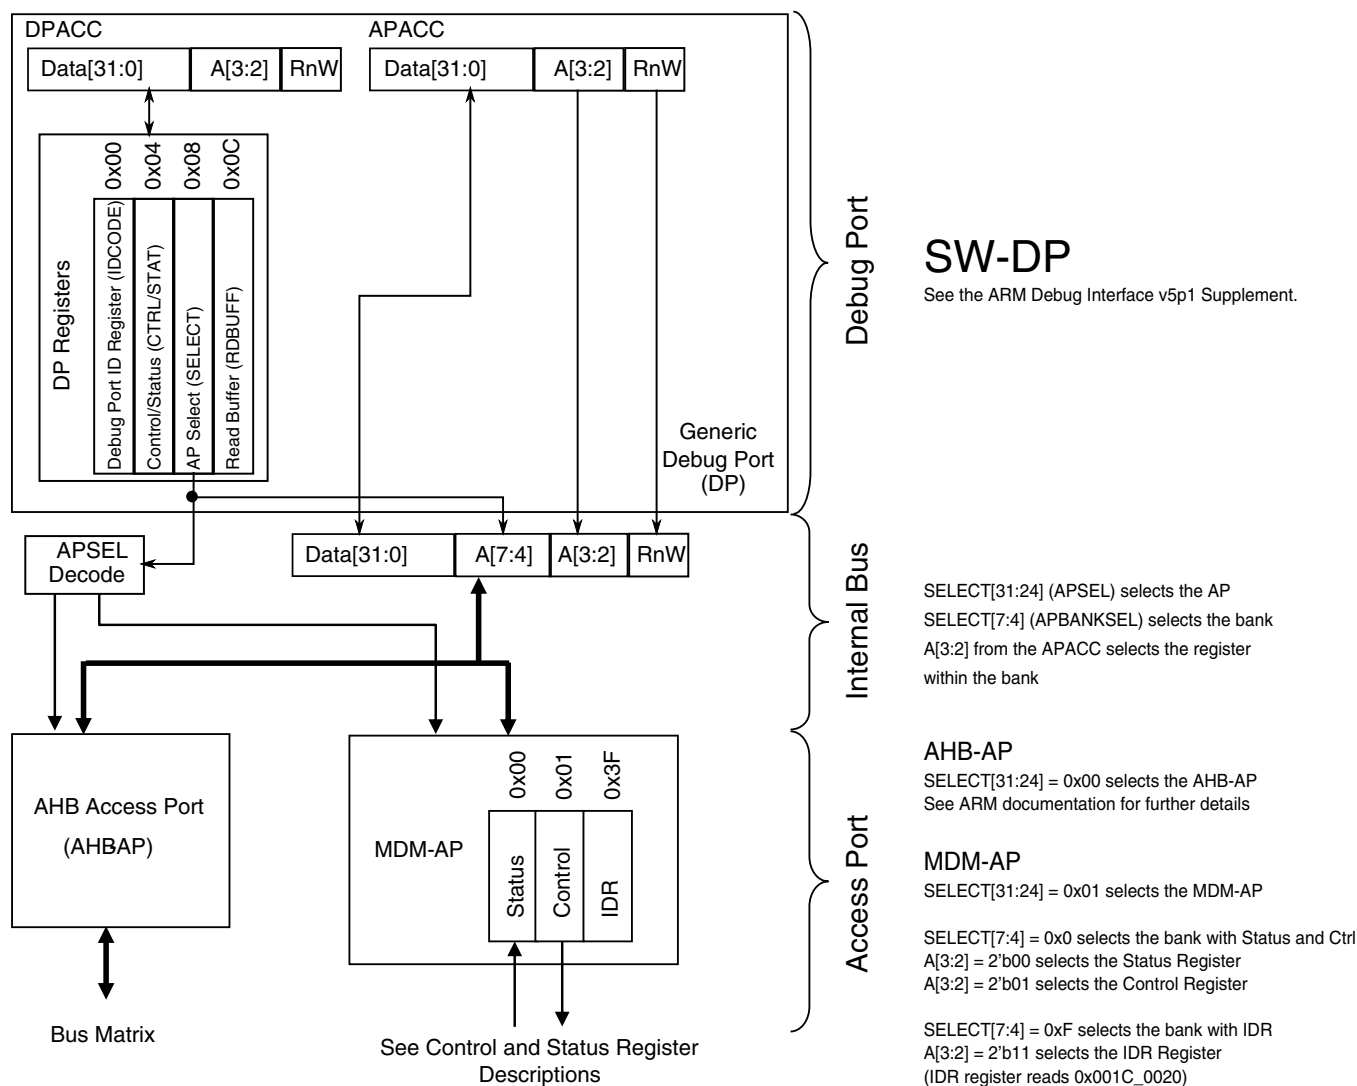 DPACC
Data[31:0] A[3:2] RnW
APACC
Data[31:0] A[3:2] RnW
DP Registers
0x00
0x04
0x08
0x0C
Debug Port ID Register (IDCODE)
Control/Status (CTRL/STAT)
AP Select (SELECT)
Read Buffer (RDBUFF)
Generic
Debug Port
(DP)
Debug Port
SW-DP
See the ARM Debug Interface v5p1 Supplement.
APSEL
Decode
Data[31:0] A[7:4] A[3:2] RnW
Internal Bus
SELECT[31:24] (APSEL) selects the AP
SELECT[7:4] (APBANKSEL) selects the bank
A[3:2] from the APACC selects the register
within the bank
AHB Access Port
(AHB-AP)
MDM-AP
0x00
0x01
0x3F
Status
Control
IDR
Bus Matrix
See Control and Status Register
Descriptions
Access Port
AHB-AP
SELECT[31:24] = 0x00 selects the AHB-AP
See ARM documentation for further details
MDM-AP
SELECT[31:24] = 0x01 selects the MDM-AP
SELECT[7:4] = 0x0 selects the bank with Status and Ctrl
A[3:2] = 2'b00 selects the Status Register
A[3:2] = 2'b01 selects the Control Register
SELECT[7:4] = 0xF selects the bank with IDR
A[3:2] = 2'b11 selects the IDR Register
(IDR register reads 0x001C_0020)